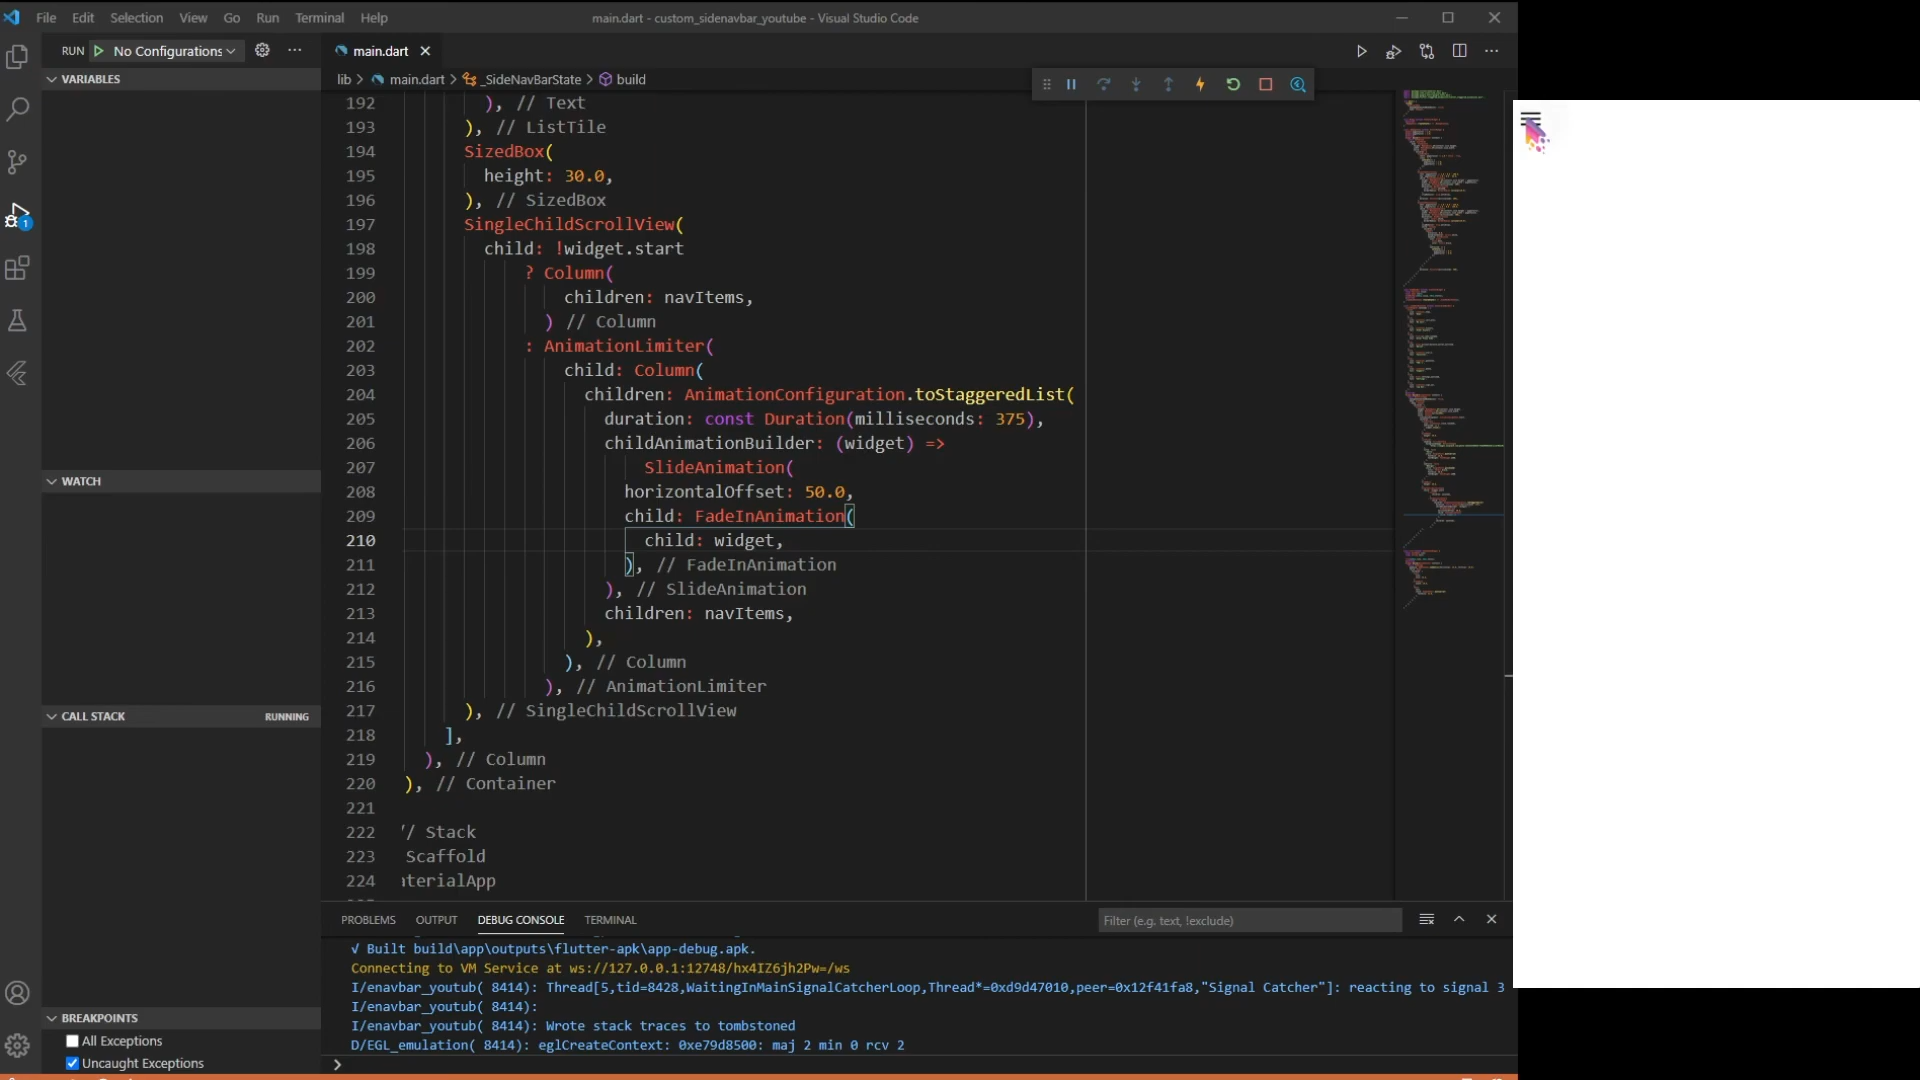 File Edit Selection View Go Run Terminal Help
main.dart - custom_sidenavbar_youtube - Visual Studio Code
RUN No Configurations
main.dart
VARIABLES
lib > main.dart > _SideNavBarState > build
192 ), // Text
193 ), // ListTile
194 SizedBox(
195 height: 30.0,
196 ), // SizedBox
197 SingleChildScrollView(
198 child: !widget.start
199 ? Column(
200 children: navItems,
201 ) // Column
202 : AnimationLimiter(
203 child: Column(
204 children: AnimationConfiguration.toStaggeredList(
205 duration: const Duration(milliseconds: 375),
206 childAnimationBuilder: (widget) =>
207 SlideAnimation(
208 horizontalOffset: 50.0,
209 child: FadeInAnimation(
210 child: widget,
211 ), // FadeInAnimation
212 ), // SlideAnimation
213 children: navItems,
214 ),
215 ), // Column
216 ), // AnimationLimiter
217 ), // SingleChildScrollView
218 ],
219 ), // Column
220 ), // Container
221
222 // Stack
223 Scaffold
224 aterialApp
WATCH
CALL STACK RUNNING
BREAKPOINTS
All Exceptions
Uncaught Exceptions
1
PROBLEMS OUTPUT DEBUG CONSOLE TERMINAL
Filter (e.g. text, !exclude)
√ Built build\app\outputs\flutter-apk\app-debug.apk.
Connecting to VM Service at ws://127.0.0.1:12748/hx4IZ6jh2Pw=/ws
I/enavbar_youtub( 8414): Thread[5,tid=8428,WaitingInMainSignalCatcherLoop,Thread*=0xd9d47010,peer=0x12f41fa8,"Signal Catcher"]: reacting to signal 3
I/enavbar_youtub( 8414):
I/enavbar_youtub( 8414): Wrote stack traces to tombstoned
D/EGL_emulation( 8414): eglCreateContext: 0xe79d8500: maj 2 min 0 rcv 2